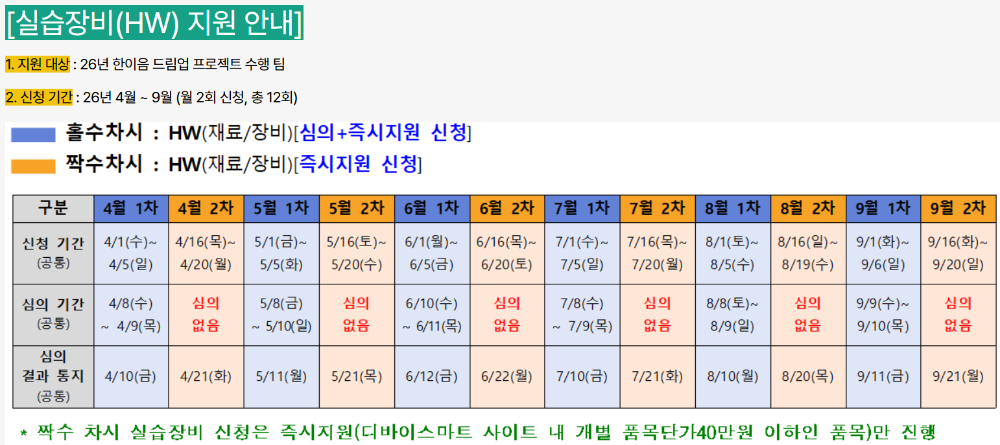 [실습장비(HW) 지원 안내]
1. 지원 대상 : 26년 한이음 드림업 프로젝트 수행 팀
2. 신청 기간 : 26년 4월 ~ 9월 (월 2회 신청, 총 12회)
홀수차시 : HW(재료/장비)[심의+즉시지원 신청]
짝수차시 : HW(재료/장비)[즉시지원 신청]
구분 4월 1차 4월 2차 5월 1차 5월 2차 6월 1차 6월 2차 7월 1차 7월 2차 8월 1차 8월 2차 9월 1차 9월 2차
신청 기간 4/1(수)~ 4/16(목)~ 5/1(금)~ 5/16(토)~ 6/1(월)~ 6/16(목)~ 7/1(수)~ 7/16(목)~ 8/1(토)~ 8/16(일)~ 9/1(화)~ 9/16(화)~
(공통) 4/5(일) 4/20(월) 5/5(화) 5/20(수) 6/5(금) 6/20(토) 7/5(일) 7/20(월) 8/5(수) 8/19(수) 9/6(일) 9/20(일)
심의 기간 4/8(수) 심의 5/8(금) 심의 6/10(수) 심의 7/8(수) 심의 8/8(토)~ 심의 9/9(수)~ 심의
(공통) ~ 4/9(목) 없음 ~ 5/10(일) 없음 ~ 6/11(목) 없음 ~ 7/9(목) 없음 8/9(일) 없음 9/10(목) 없음
심의
결과 통지 4/10(금) 4/21(화) 5/11(월) 5/21(목) 6/12(금) 6/22(월) 7/10(금) 7/21(화) 8/10(월) 8/20(목) 9/11(금) 9/21(월)
(공통)
* 짝수 차시 실습장비 신청은 즉시지원(디바이스마트 사이트 내 개별 품목단가40만원 이하인 품목)만 진행